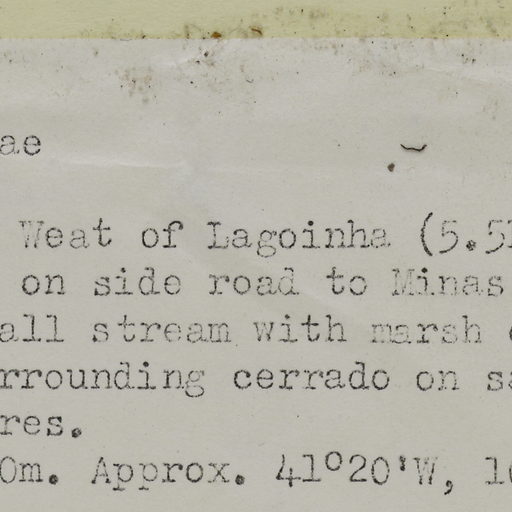 ae
Weat of Lagoinha (5.5
on side road to Minas
all stream with marsh
rrounding cerrado on sa
res.
0m. Approx. 41°20'W, 1